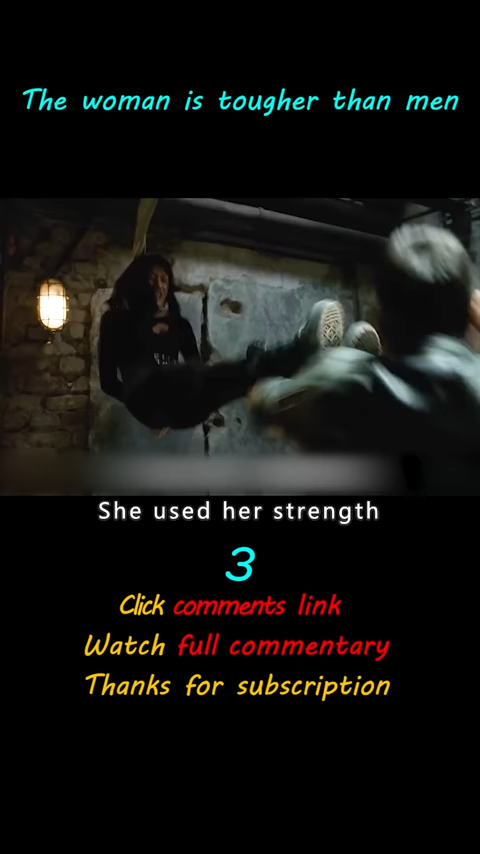 The woman is tougher than men
She used her strength
3
Click comments link
Watch full commentary
Thanks for subscription